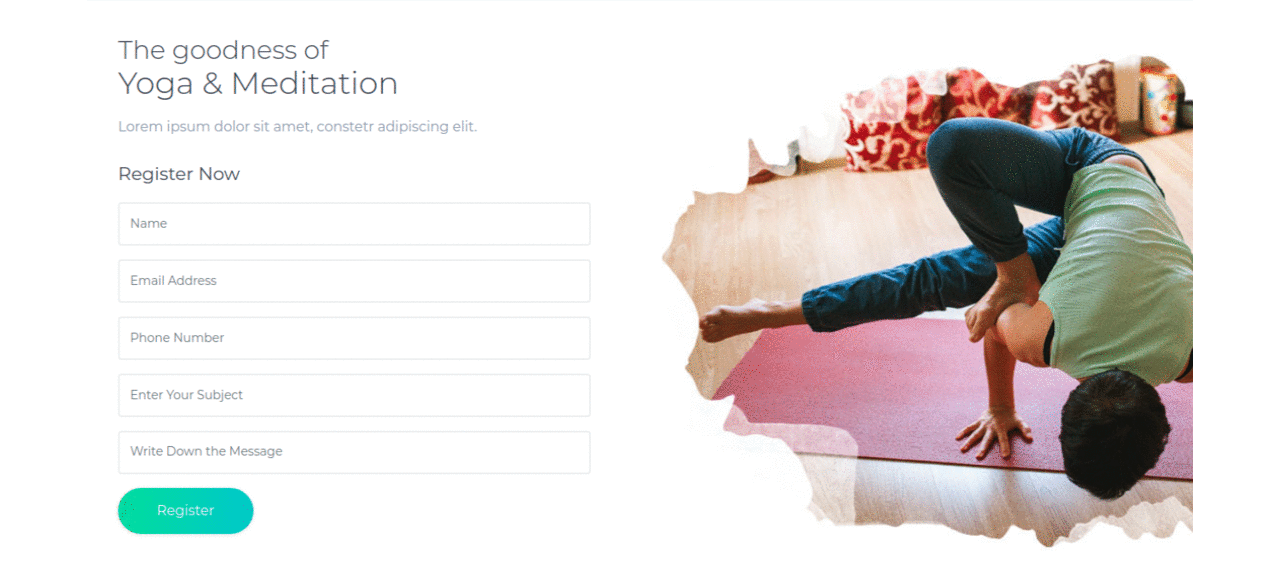 The goodness of
Yoga & Meditation
Lorem ipsum dolor sit amet, constetr adipiscing elit.
Register Now
Name
Email Address
Phone Number
Enter Your Subject
Write Down the Message
Register